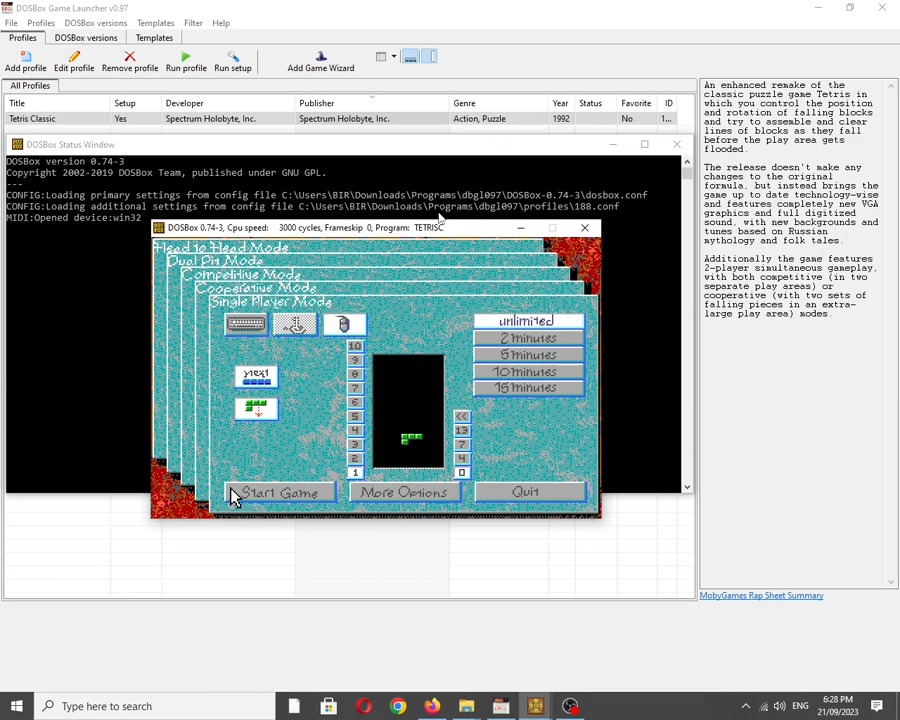 DOSBox Game Launcher v0.97
File Profiles DOSBox versions Templates Filter Help
Profiles DOSBox versions Templates
Add profile Edit profile Remove profile Run profile Run setup Add Game Wizard
All Profiles
Title Setup Developer Publisher Genre Year Status Favorite ID
Tetris Classic Yes Spectrum Holobyte, Inc. Spectrum Holobyte, Inc. Action, Puzzle 1992 No 1...
DOSBox Status Window
DOSBox version 0.74-3
Copyright 2002-2019 DOSBox Team, published under GNU GPL.
---
CONFIG:Loading primary settings from config file C:\Users\BIR\Downloads\Programs\dbgl097\DOSBox-0.74-3\dosbox.conf
CONFIG:Loading additional settings from config file C:\Users\BIR\Downloads\Programs\dbgl097\profiles\188.conf
MIDI:Opened device:win32
DOSBox 0.74-3, Cpu speed: 3000 cycles, Frameskip 0, Program: TETRISC
Head to Head Mode
Dual Pit Mode
Competitive Mode
Cooperative Mode
Single Player Mode
unlimited
2 minutes
5 minutes
10 minutes
15 minutes
next
10
9
8
7
6
5
4
3
2
1
<<
13
7
4
0
Start Game More Options Quit
An enhanced remake of the
classic puzzle game Tetris in
which you control the position
and rotation of falling blocks
and try to assemble and clear
lines of blocks as they fall
before the play area gets
flooded.
The release doesn't make any
changes to the original
formula, but instead brings the
game up to date technology-wise
and features completely new VGA
graphics and full digitized
sound, with new backgrounds and
tunes based on Russian
mythology and folk tales.
Additionally the game features
2-player simultaneous gameplay,
with both competitive (in two
separate play areas) or
cooperative (with two sets of
falling pieces in an extra-
large play area) modes.
MobyGames Rap Sheet Summary
Type here to search
6:28 PM
21/09/2023